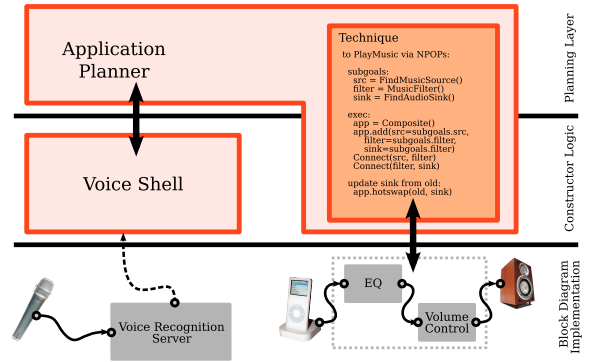 Application
Planner
Technique
to PlayMusic via NPOPs:
subgoals:
src = FindMusicSource()
filter = MusicFilter()
sink = FindAudioSink()
exec:
app = Composite()
app.add(src=subgoals.src,
filter=subgoals.filter,
sink=subgoals.filter)
Connect(src, filter)
Connect(filter, sink)
update sink from old:
app.hotswap(old, sink)
Planning Layer
Voice Shell
Constructor Logic
Voice Recognition
Server
EQ
Volume
Control
Block Diagram
Implementation